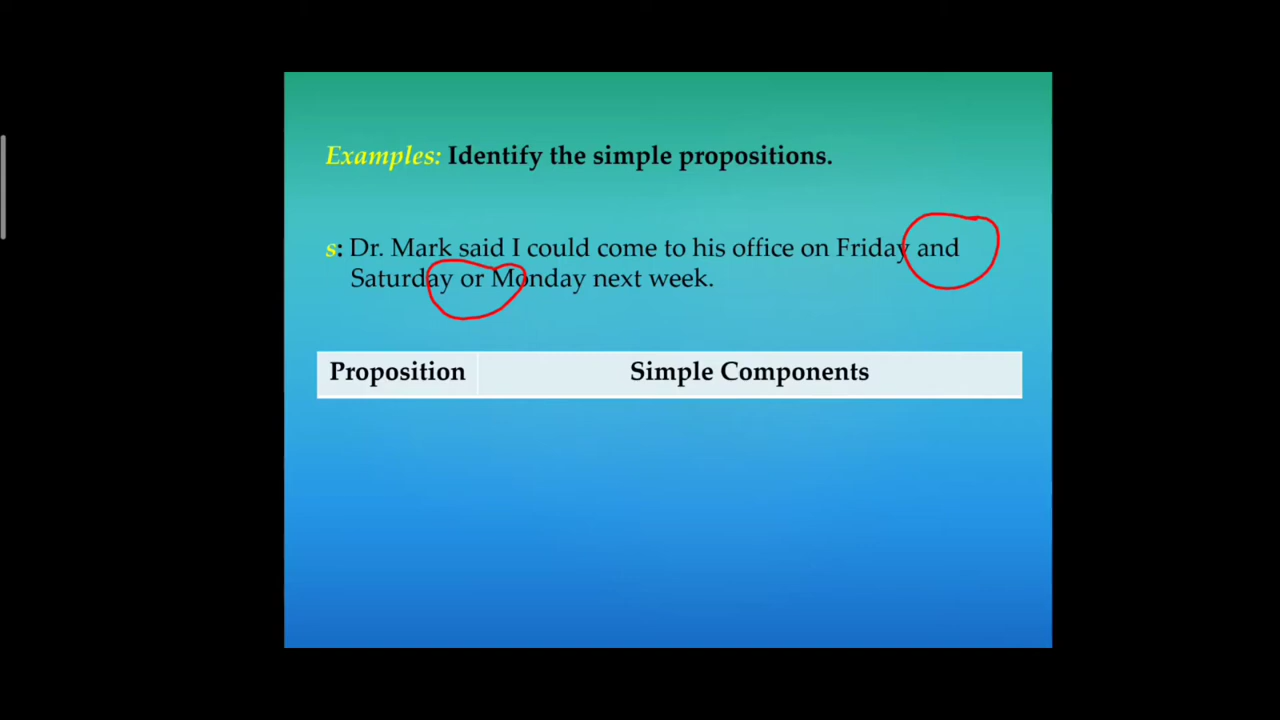 Examples: Identify the simple propositions.
s: Dr. Mark said I could come to his office on Friday and
Saturday or Monday next week.
Proposition Simple Components